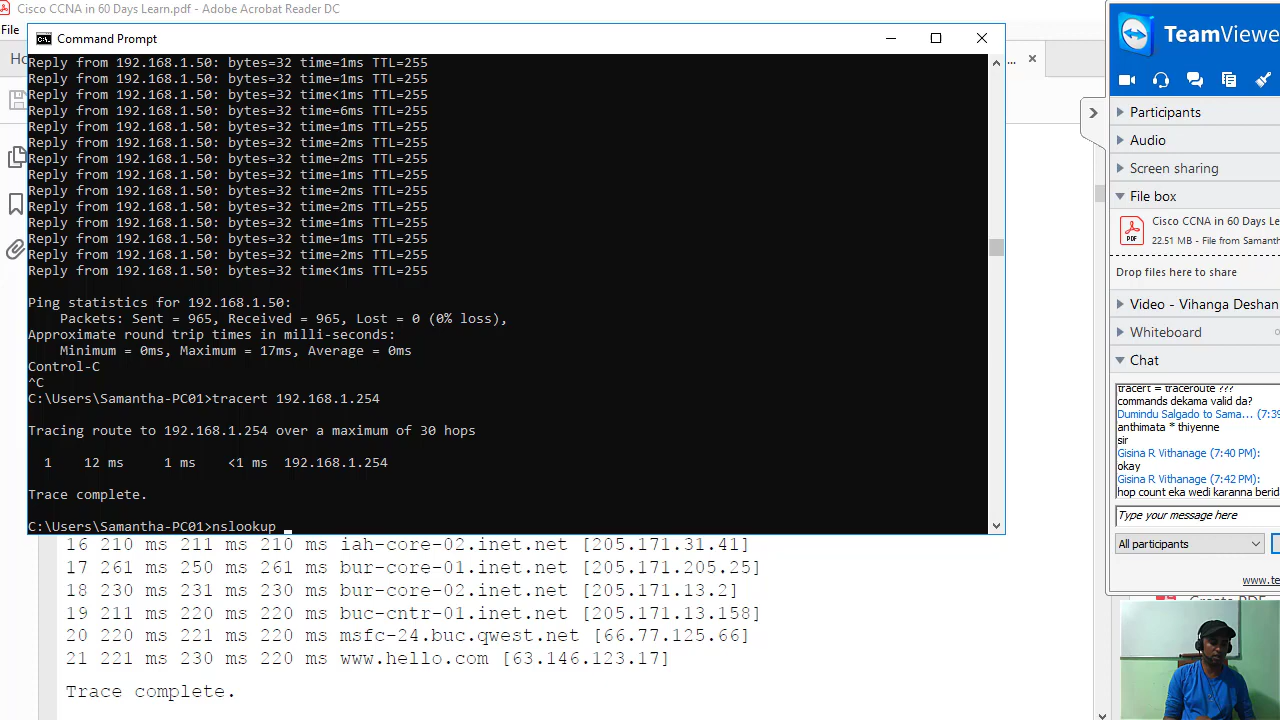 Cisco CCNA in 60 Days Learn.pdf - Adobe Acrobat Reader DC
File
Command Prompt
Reply from 192.168.1.50: bytes=32 time=1ms TTL=255
Reply from 192.168.1.50: bytes=32 time=1ms TTL=255
Reply from 192.168.1.50: bytes=32 time<1ms TTL=255
Reply from 192.168.1.50: bytes=32 time=6ms TTL=255
Reply from 192.168.1.50: bytes=32 time=1ms TTL=255
Reply from 192.168.1.50: bytes=32 time=2ms TTL=255
Reply from 192.168.1.50: bytes=32 time=2ms TTL=255
Reply from 192.168.1.50: bytes=32 time=1ms TTL=255
Reply from 192.168.1.50: bytes=32 time=2ms TTL=255
Reply from 192.168.1.50: bytes=32 time=2ms TTL=255
Reply from 192.168.1.50: bytes=32 time=1ms TTL=255
Reply from 192.168.1.50: bytes=32 time=1ms TTL=255
Reply from 192.168.1.50: bytes=32 time=2ms TTL=255
Reply from 192.168.1.50: bytes=32 time<1ms TTL=255
Ping statistics for 192.168.1.50:
Packets: Sent = 965, Received = 965, Lost = 0 (0% loss),
Approximate round trip times in milli-seconds:
Minimum = 0ms, Maximum = 17ms, Average = 0ms
Control-C
^C
C:\Users\Samantha-PC01>tracert 192.168.1.254
Tracing route to 192.168.1.254 over a maximum of 30 hops
1 12 ms 1 ms <1 ms 192.168.1.254
Trace complete.
C:\Users\Samantha-PC01>nslookup _
16 210 ms 211 ms 210 ms iah-core-02.inet.net [205.171.31.41]
17 261 ms 250 ms 261 ms bur-core-01.inet.net [205.171.205.25]
18 230 ms 231 ms 230 ms bur-core-02.inet.net [205.171.13.2]
19 211 ms 220 ms 220 ms buc-cntr-01.inet.net [205.171.13.158]
20 220 ms 221 ms 220 ms msfc-24.buc.qwest.net [66.77.125.66]
21 221 ms 230 ms 220 ms www.hello.com [63.146.123.17]
Trace complete.
TeamViewe
Participants
Audio
Screen sharing
File box
Cisco CCNA in 60 Days Lea
PDF
22.51 MB - File from Samanth
Drop files here to share
Video - Vihanga Deshan
Whiteboard
Chat
tracert = traceroute ???
commands dekama valid da?
Dumindu Salgado to Sama... (7:39
anthimata * thiyenne
sir
Gisina R Vithanage (7:40 PM):
okay
Gisina R Vithanage (7:42 PM):
hop count eka wedi karanna berid
Type your message here
All participants
www.te